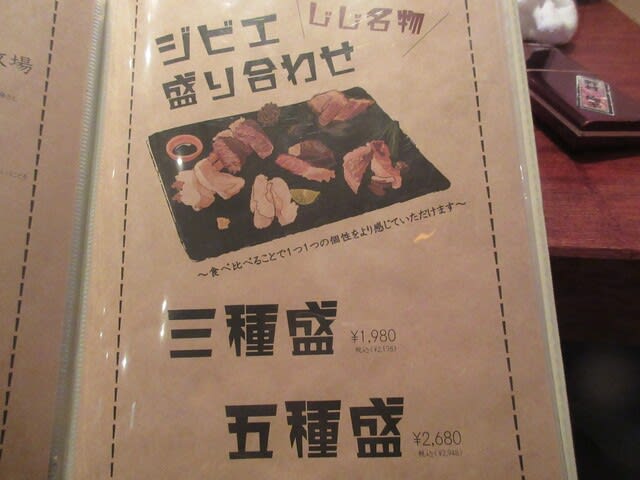 じじ名物
ジビエ
盛り合わせ
～食べ比べることで1つ1つの個性をより感じていただけます～
三種盛 ¥1,980
税込(¥2,178)
五種盛 ¥2,680
税込(¥2,948)
場